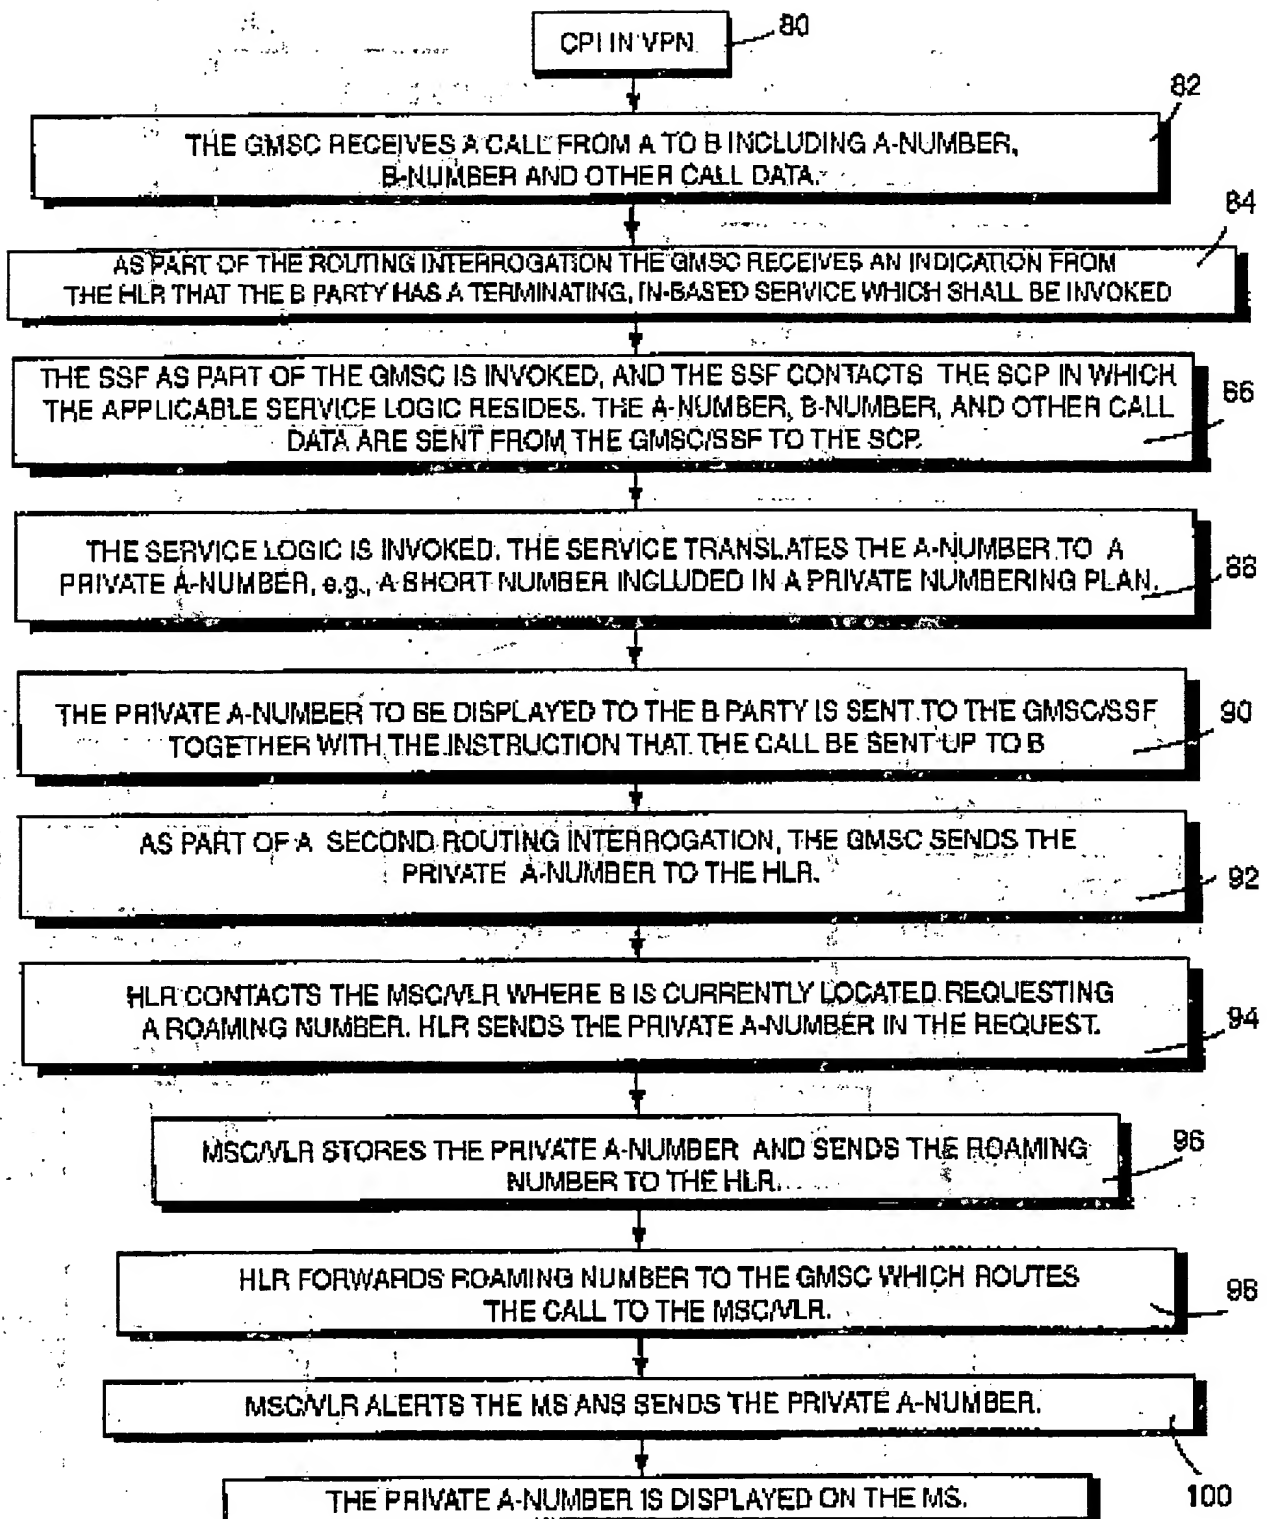 CPI IN VPN
80
82
THE GMSC RECEIVES A CALL FROM A TO B INCLUDING A-NUMBER,
B-NUMBER AND OTHER CALL DATA.
84
AS PART OF THE ROUTING INTERROGATION THE GMSC RECEIVES AN INDICATION FROM
THE HLR THAT THE B PARTY HAS A TERMINATING, IN-BASED SERVICE WHICH SHALL BE INVOKED
THE SSF AS PART OF THE GMSC IS INVOKED, AND THE SSF CONTACTS THE SCP IN WHICH
THE APPLICABLE SERVICE LOGIC RESIDES. THE A-NUMBER, B-NUMBER, AND OTHER CALL
DATA ARE SENT FROM THE GMSC/SSF TO THE SCP.
86
THE SERVICE LOGIC IS INVOKED. THE SERVICE TRANSLATES THE A-NUMBER TO A
PRIVATE A-NUMBER, e.g., A SHORT NUMBER INCLUDED IN A PRIVATE NUMBERING PLAN.
88
THE PRIVATE A-NUMBER TO BE DISPLAYED TO THE B PARTY IS SENT TO THE GMSC/SSF
TOGETHER WITH THE INSTRUCTION THAT THE CALL BE SENT UP TO B
90
AS PART OF A SECOND ROUTING INTERROGATION, THE GMSC SENDS THE
PRIVATE A-NUMBER TO THE HLR.
92
HLR CONTACTS THE MSC/VLR WHERE B IS CURRENTLY LOCATED REQUESTING
A ROAMING NUMBER. HLR SENDS THE PRIVATE A-NUMBER IN THE REQUEST.
94
MSC/VLR STORES THE PRIVATE A-NUMBER AND SENDS THE ROAMING
NUMBER TO THE HLR.
96
HLR FORWARDS ROAMING NUMBER TO THE GMSC WHICH ROUTES
THE CALL TO THE MSC/VLR.
98
MSC/VLR ALERTS THE MS ANS SENDS THE PRIVATE A-NUMBER.
100
THE PRIVATE A-NUMBER IS DISPLAYED ON THE MS.